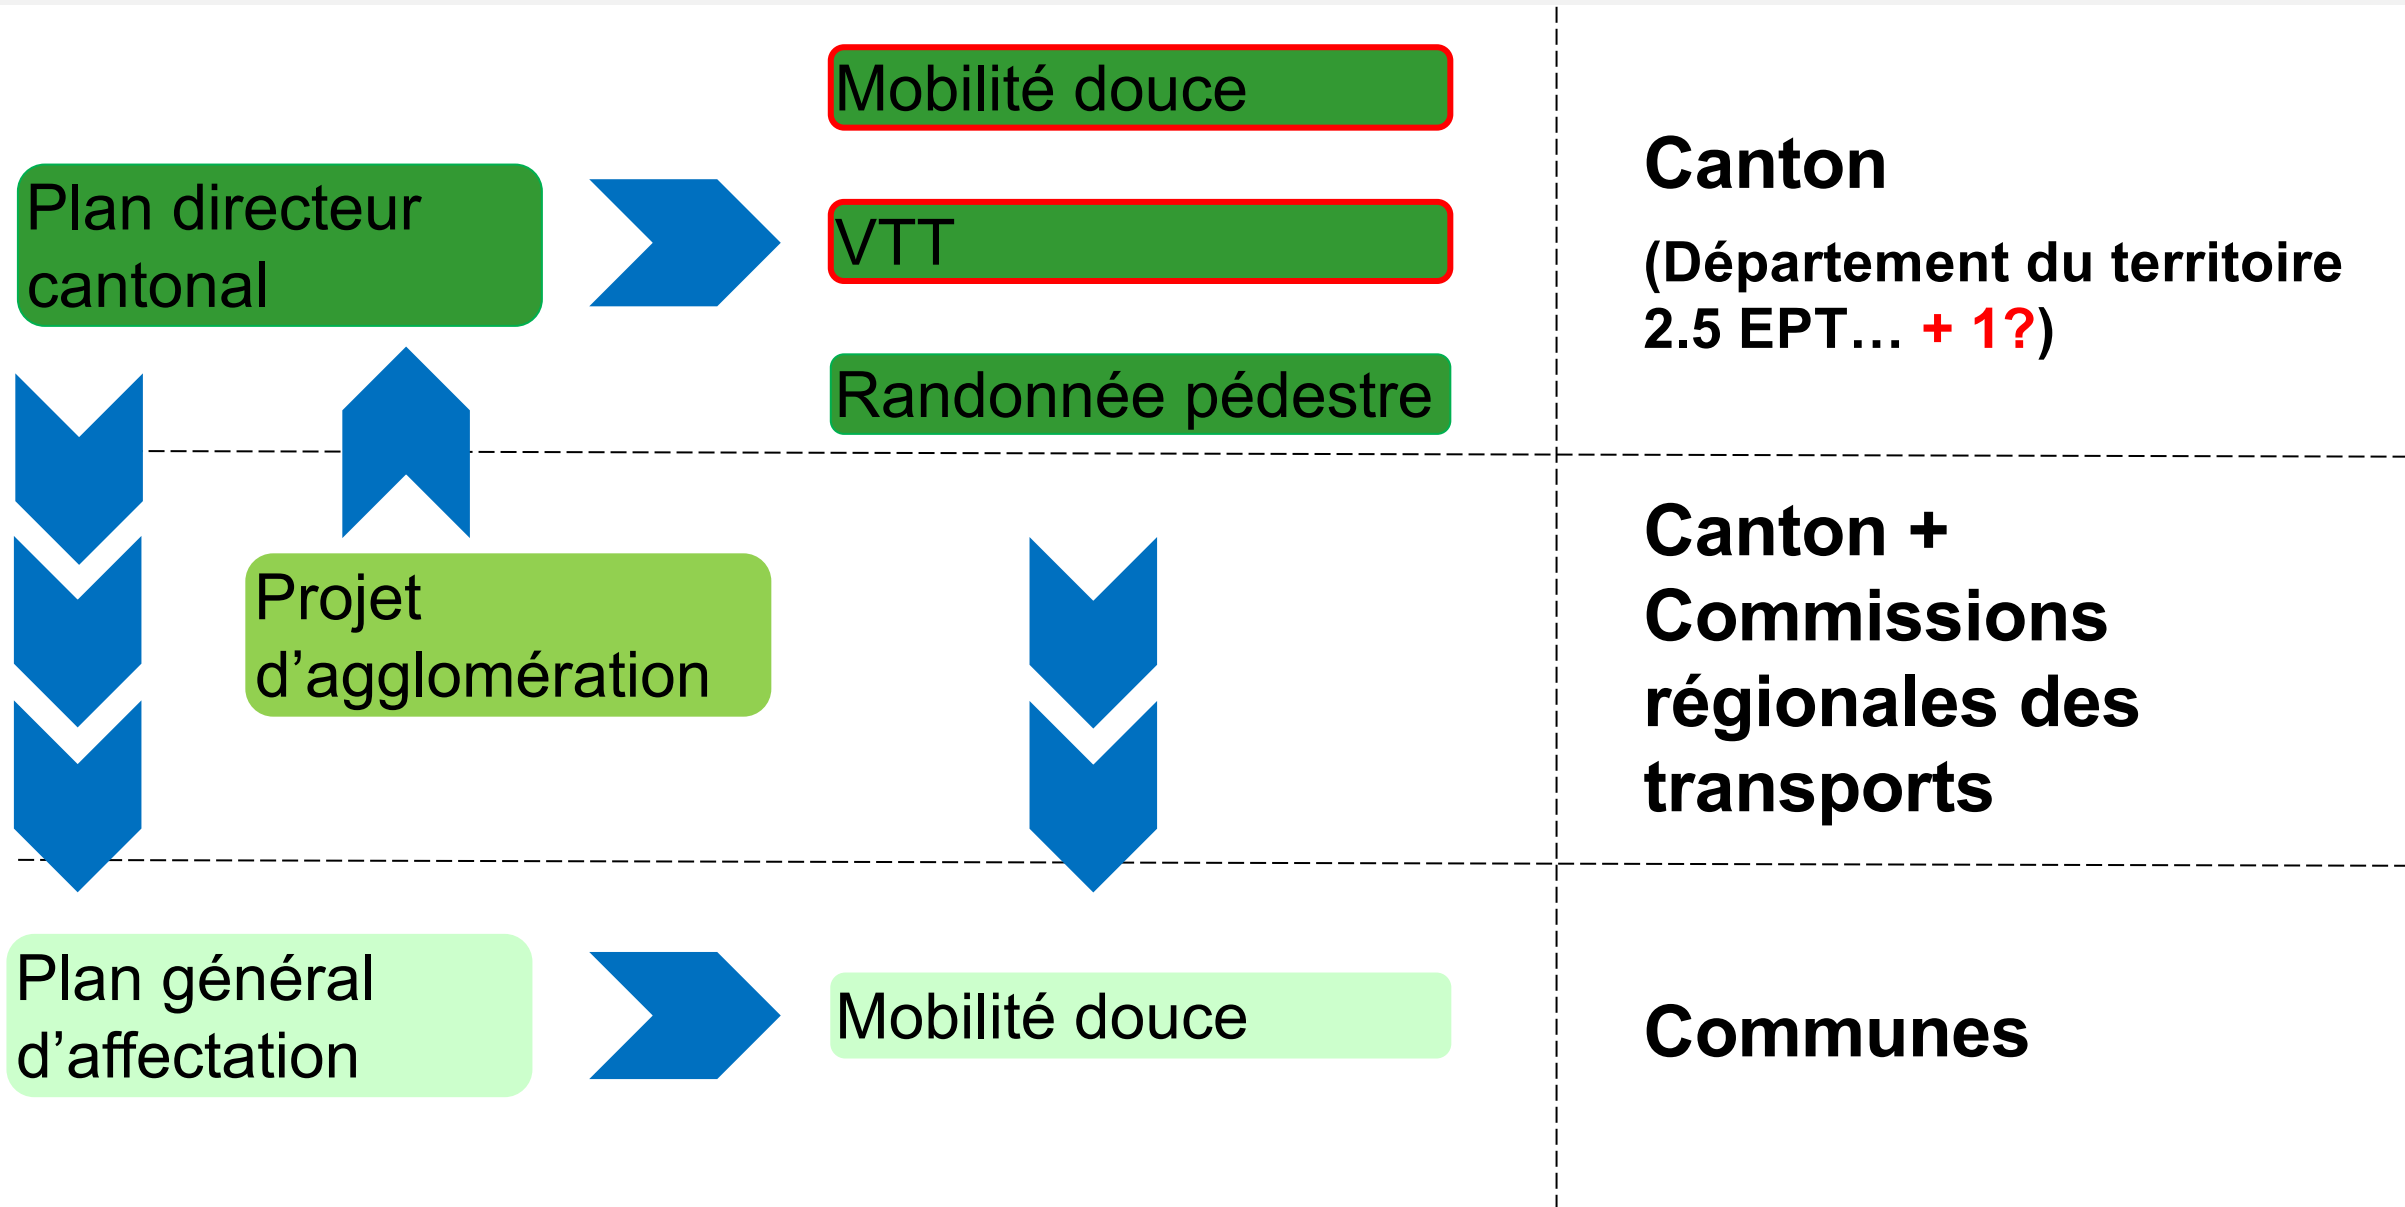 Mobilité douce
Plan directeur
cantonal
VTT
Randonnée pédestre
Canton
(Département du territoire
2.5 EPT… + 1?)
Projet
d’agglomération
Canton +
Commissions
régionales des
transports
Plan général
d’affectation
Mobilité douce
Communes